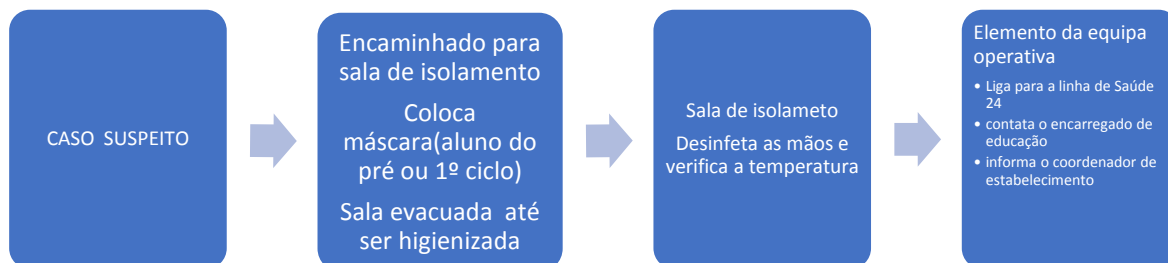 CASO SUSPEITO
Encaminhado para
sala de isolamento
Coloca
máscara(aluno do
pré ou 1º ciclo)
Sala evacuada até
ser higienizada
Sala de isolameto
Desinfeta as mãos e
verifica a temperatura
Elemento da equipa
operativa
• Liga para a linha de Saúde
24
• contata o encarregado de
educação
• informa o coordenador de
estabelecimento